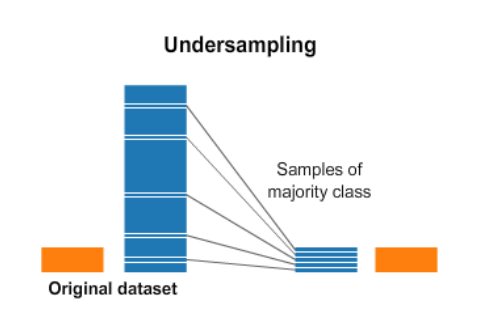 Undersampling
Samples of
majority class
Original dataset